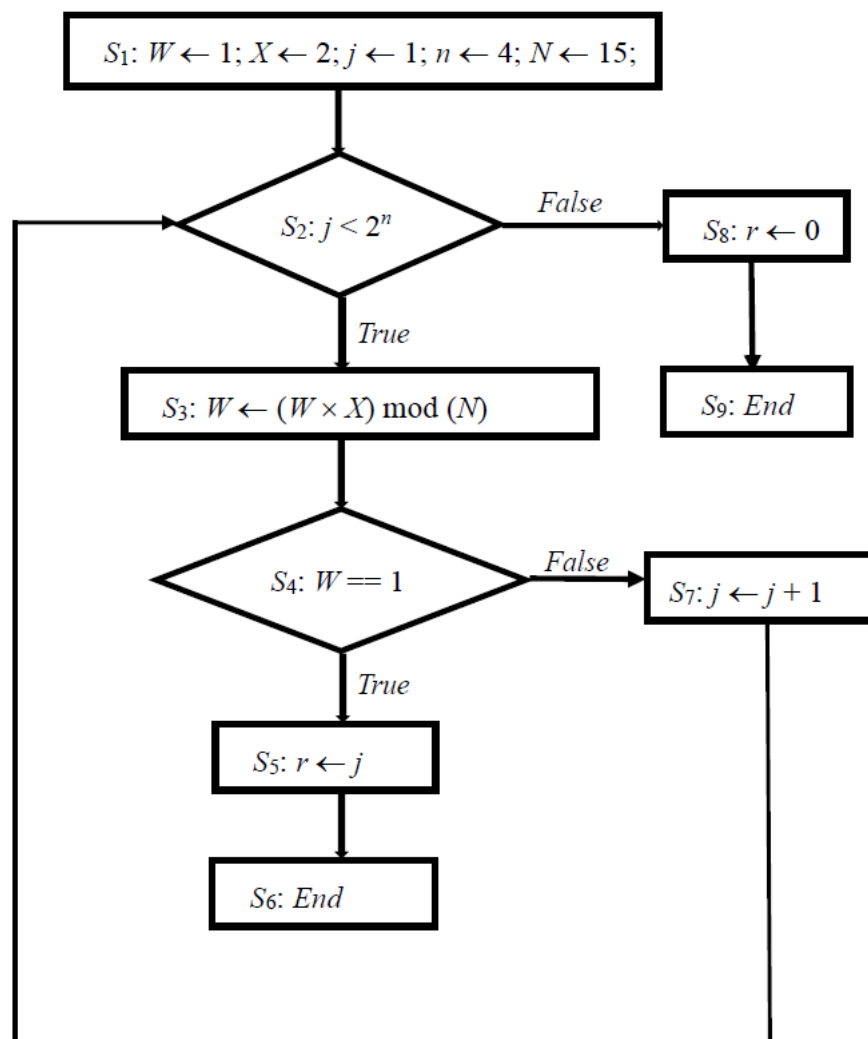 S₁: W ← 1; X ← 2; j ← 1; n ← 4; N ← 15;
S₂: j < 2ⁿ
False
S₈: r ← 0
True
S₃: W ← (W × X) mod (N)
S₉: End
S₄: W == 1
False
S₇: j ← j + 1
True
S₅: r ← j
S₆: End